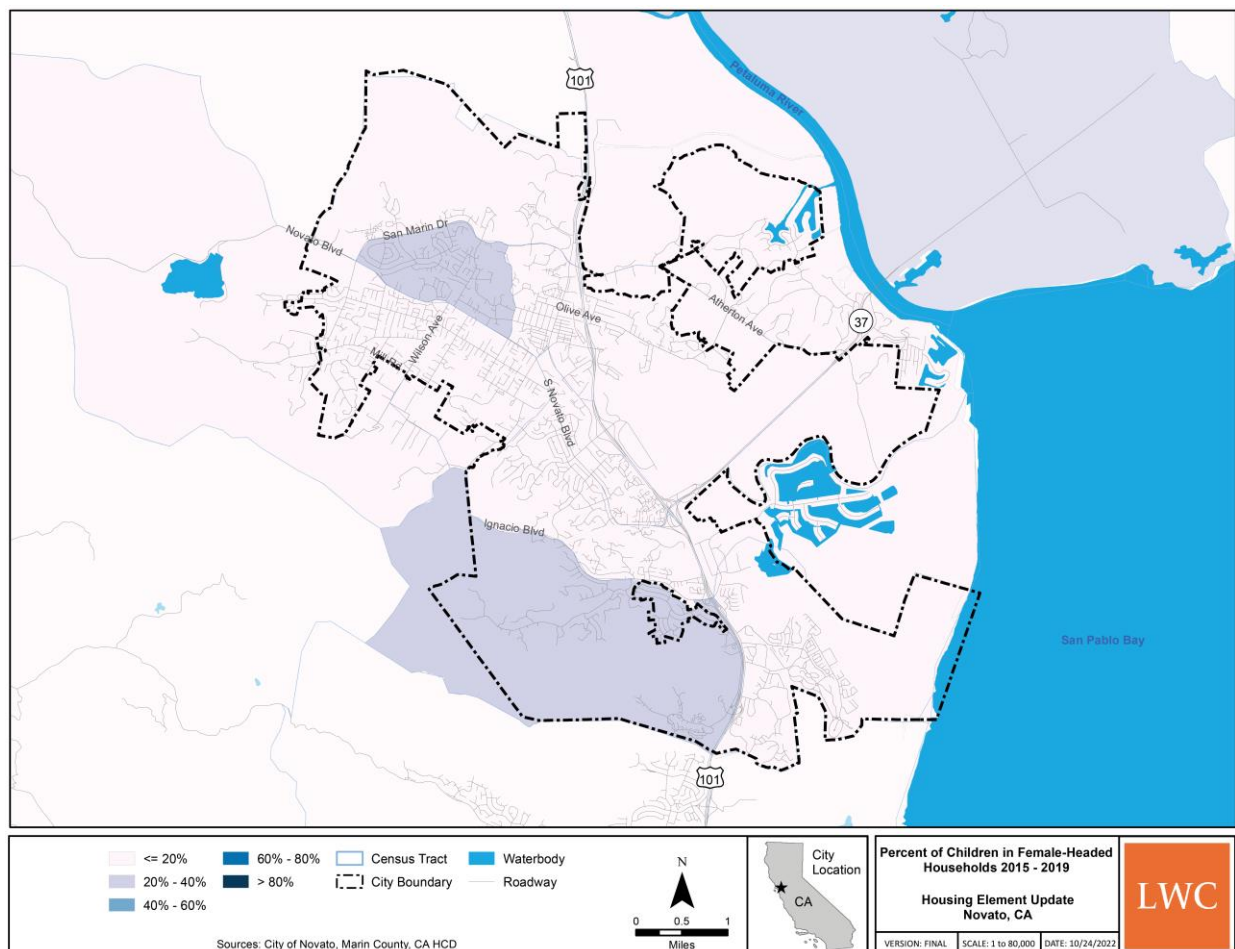 101
Petaluma River
San Marin Dr
Novato Blvd
Olive Ave
Atherton Ave
37
Wilson Ave
Mill Rd
S Novato Blvd
Ignacio Blvd
San Pablo Bay
101
<= 20%
20% - 40%
40% - 60%
60% - 80%
> 80%
Census Tract
City Boundary
Waterbody
Roadway
Sources: City of Novato, Marin County, CA HCD
N
0 0.5 1
Miles
City
Location
CA
Percent of Children in Female-Headed
Households 2015 - 2019
Housing Element Update
Novato, CA
VERSION: FINAL
SCALE: 1 to 80,000
DATE: 10/24/2022
LWC